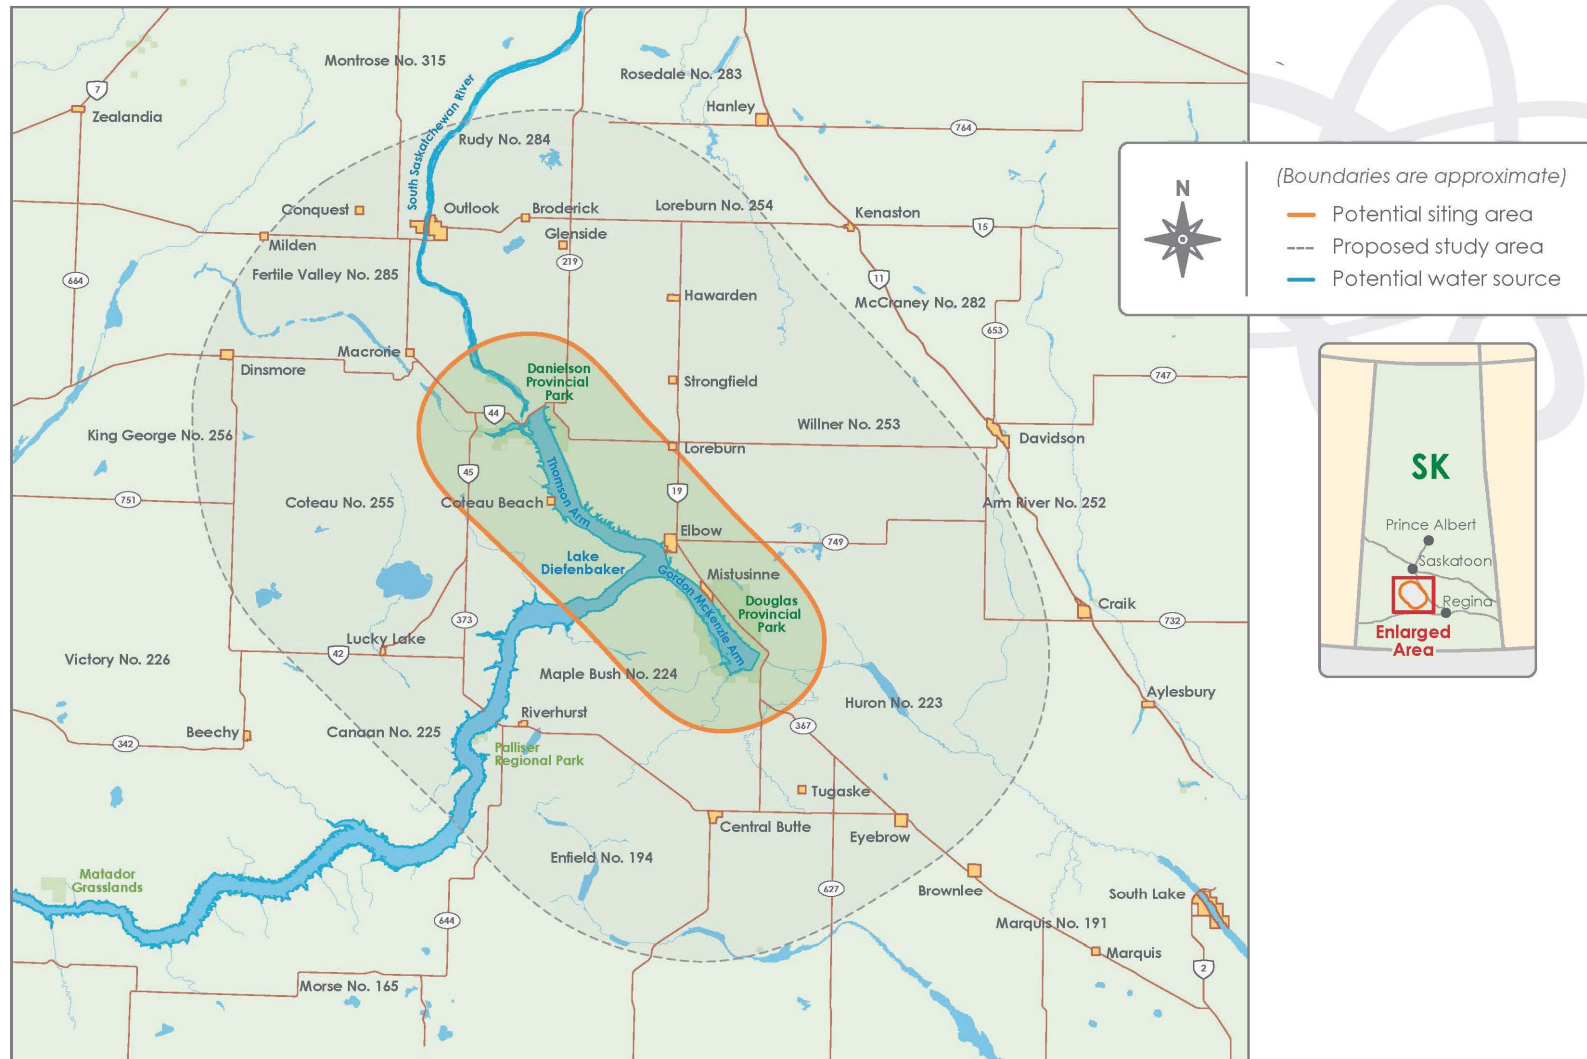 Montrose No. 315
Rosedale No. 283
7
Zealandia
Hanley
764
South Saskatchewan River
Rudy No. 284
Conquest
Outlook
Broderick
Loreburn No. 254
Kenaston
15
Milden
Glenside
Fertile Valley No. 285
219
664
11
Hawarden
McCraney No. 282
653
Macrorie
Dinsmore
Danielson
Provincial
Park
Strongfield
747
44
King George No. 256
Willner No. 253
Davidson
Loreburn
45
Thomson Arm
751
Coteau No. 255
Coteau Beach
19
Arm River No. 252
Elbow
749
Lake
Diefenbaker
Gordon McKenzie Arm
Mistusinne
Douglas
Provincial
Park
Craik
373
732
Lucky Lake
42
Victory No. 226
Maple Bush No. 224
Huron No. 223
Aylesbury
Riverhurst
367
Beechy
342
Canaan No. 225
Palliser
Regional Park
Tugaske
Central Butte
Eyebrow
Enfield No. 194
Matador
Grasslands
627
Brownlee
South Lake
644
Marquis No. 191
Marquis
2
Morse No. 165
N
(Boundaries are approximate)
Potential siting area
Proposed study area
Potential water source
SK
Prince Albert
Saskatoon
Regina
Enlarged
Area